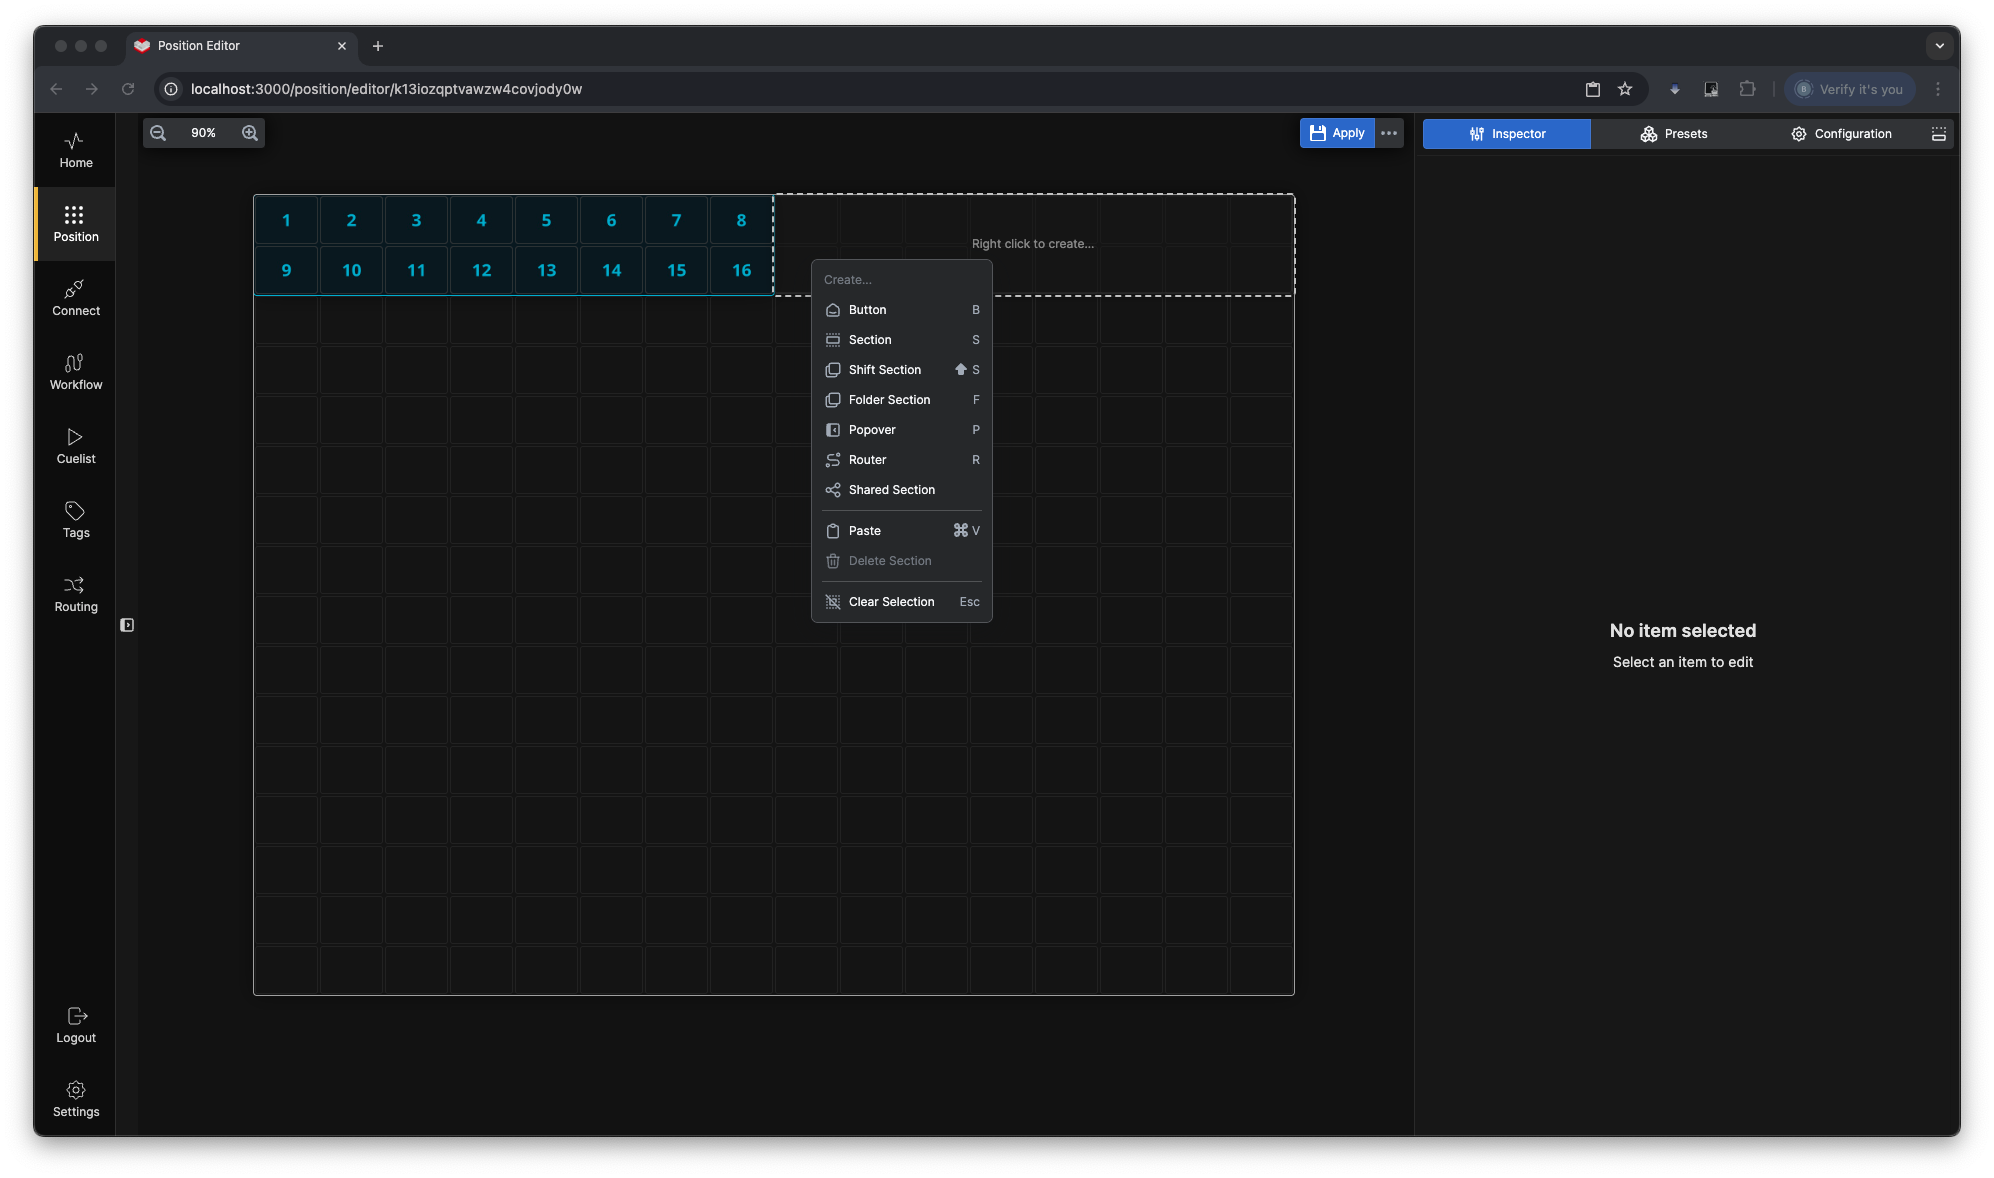 Position Editor
localhost:3000/position/editor/k13iozqptvawzw4covjody0w
Verify it's you
Home
Position
Connect
Workflow
Cuelist
Tags
Routing
Logout
Settings
90%
Apply
Inspector
Presets
Configuration
1 2 3 4 5 6 7 8
9 10 11 12 13 14 15 16
Right click to create...
Create...
Button B
Section S
Shift Section S
Folder Section F
Popover P
Router R
Shared Section
Paste ⌘ V
Delete Section
Clear Selection Esc
No item selected
Select an item to edit